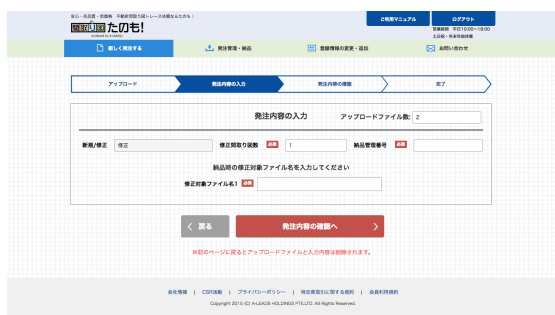 安心・高品質・低価格 不動産間取り図トレース依頼ならたのも!
間取り図たのも!
powered by A-LEADS
ご利用マニュアル
ログアウト
営業時間 平日10:00~18:00
土日祝・年末年始休業
新しく発注する
発注管理・納品
登録情報の変更・追加
お問い合わせ
アップロード
発注内容の入力
発注内容の確認
完了
発注内容の入力
アップロードファイル数: 2
新規/修正 修正
修正間取り図数 必須 1
納品管理番号 必須
納品時の修正対象ファイル名を入力してください
修正対象ファイル名1 必須
戻る
発注内容の確認へ
※前のページに戻るとアップロードファイルと入力内容は削除されます。
会社情報 | CSR活動 | プライバシーポリシー | 特定商取引に関する規約 | 会員利用規約
Copyright 2015 (C) A-LEADS HOLDINGS PTE.LTD. All Rights Reserved.